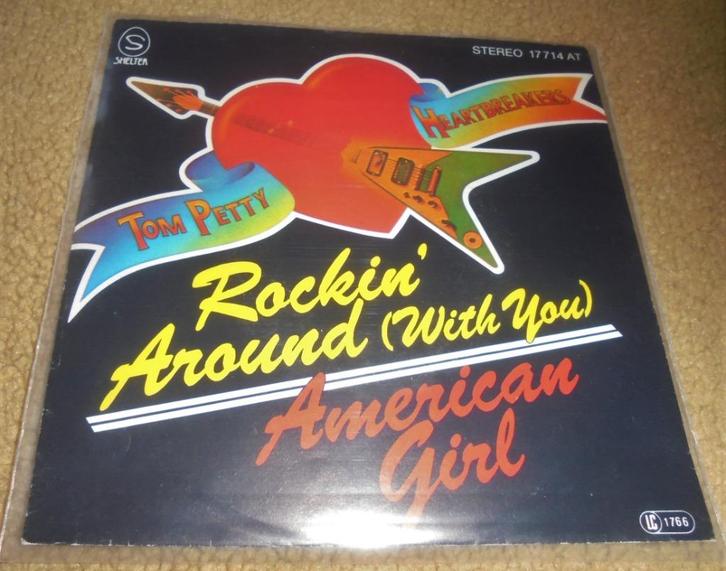 S
SHELTER
STEREO 17714 AT
HEARTBREAKERS
TOM PETTY
Rockin'
Around (With You)
American
Girl
LC 1766